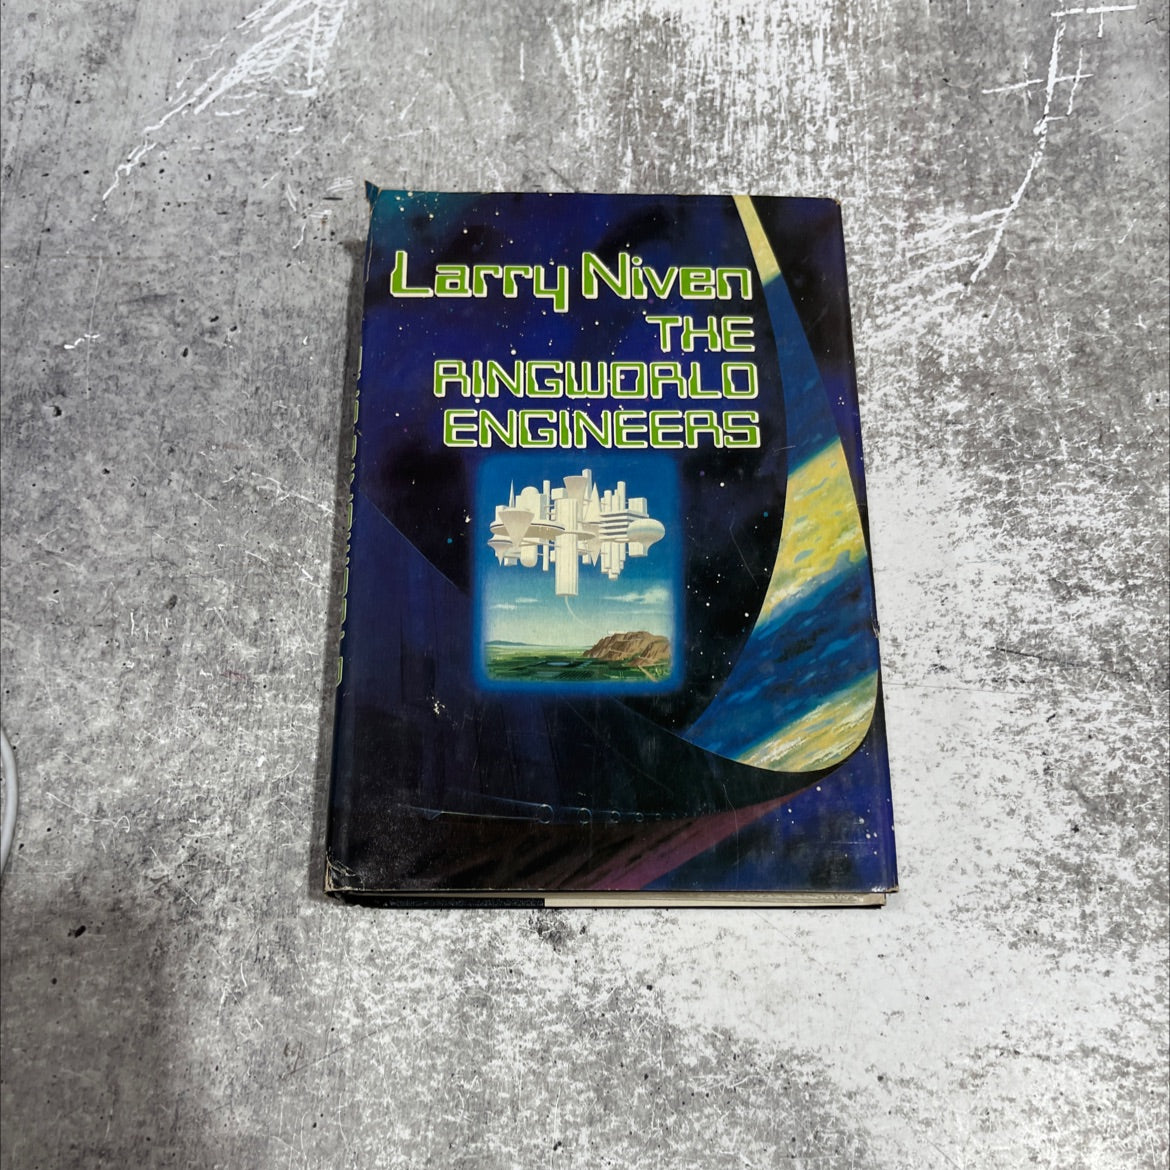 Larry Niven
THE
RINGWORLD
ENGINEERS